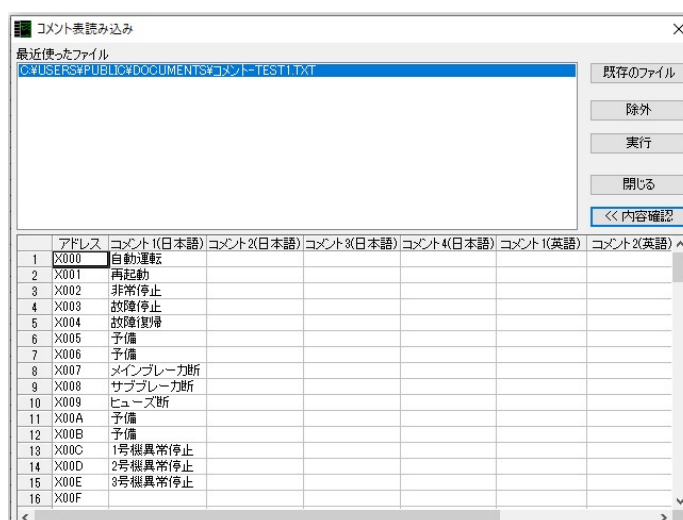 コメント表読み込み
最近使ったファイル
C:¥USERS¥PUBLIC¥DOCUMENTS¥コメント-TEST1.TXT
既存のファイル
除外
実行
閉じる
<< 内容確認
アドレス コメント1(日本語) コメント2(日本語) コメント3(日本語) コメント4(日本語) コメント1(英語) コメント2(英語)
1 X000 自動運転
2 X001 再起動
3 X002 非常停止
4 X003 故障停止
5 X004 故障復帰
6 X005 予備
7 X006 予備
8 X007 メインブレーカ断
9 X008 サブブレーカ断
10 X009 ヒューズ断
11 X00A 予備
12 X00B 予備
13 X00C 1号機異常停止
14 X00D 2号機異常停止
15 X00E 3号機異常停止
16 X00F